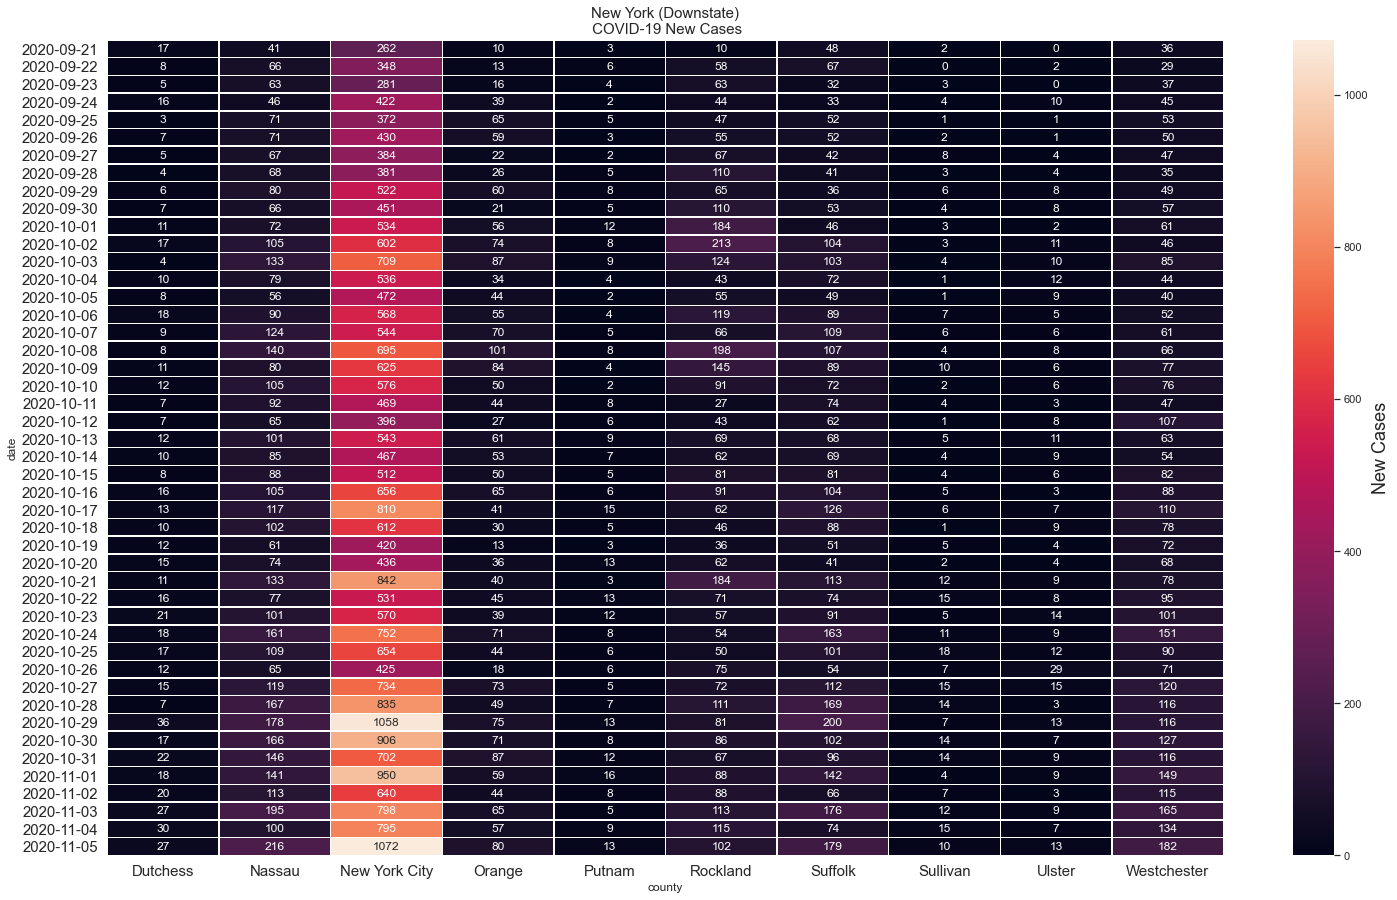 New York (Downstate)
COVID-19 New Cases
2020-09-21 17 41 262 10 3 10 48 2 0 36
2020-09-22 8 66 348 13 6 58 67 0 2 29
2020-09-23 5 63 281 16 4 63 32 3 0 37
2020-09-24 16 46 422 39 2 44 33 4 10 45
2020-09-25 3 71 372 65 5 47 52 1 1 53
2020-09-26 7 71 430 59 3 55 52 2 1 50
2020-09-27 5 67 384 22 2 67 42 8 4 47
2020-09-28 4 68 381 26 5 110 41 3 4 35
2020-09-29 6 80 522 60 8 65 36 6 8 49
2020-09-30 7 66 451 21 5 110 53 4 8 57
2020-10-01 11 72 534 56 12 184 46 3 2 61
2020-10-02 17 105 602 74 8 213 104 3 11 46
2020-10-03 4 133 709 87 9 124 103 4 10 85
2020-10-04 10 79 536 34 4 43 72 1 12 44
2020-10-05 8 56 472 44 2 55 49 1 9 40
2020-10-06 18 90 568 55 4 119 89 7 5 52
2020-10-07 9 124 544 70 5 66 109 6 6 61
2020-10-08 8 140 695 101 8 198 107 4 8 66
2020-10-09 11 80 625 84 4 145 89 10 6 77
2020-10-10 12 105 576 50 2 91 72 2 6 76
2020-10-11 7 92 469 44 8 27 74 4 3 47
2020-10-12 7 65 396 27 6 43 62 1 8 107
2020-10-13 12 101 543 61 9 69 68 5 11 63
2020-10-14 10 85 467 53 7 62 69 4 9 54
2020-10-15 8 88 512 50 5 81 81 4 6 82
2020-10-16 16 105 656 65 6 91 104 5 3 88
2020-10-17 13 117 810 41 15 62 126 6 7 110
2020-10-18 10 102 612 30 5 46 88 1 9 78
2020-10-19 12 61 420 13 3 36 51 5 4 72
2020-10-20 15 74 436 36 13 62 41 2 4 68
2020-10-21 11 133 842 40 3 184 113 12 9 78
2020-10-22 16 77 531 45 13 71 74 15 8 95
2020-10-23 21 101 570 39 12 57 91 5 14 101
2020-10-24 18 161 752 71 8 54 163 11 9 151
2020-10-25 17 109 654 44 6 50 101 18 12 90
2020-10-26 12 65 425 18 6 75 54 7 29 71
2020-10-27 15 119 734 73 5 72 112 15 15 120
2020-10-28 7 167 835 49 7 111 169 14 3 116
2020-10-29 36 178 1058 75 13 81 200 7 13 116
2020-10-30 17 166 906 71 8 86 102 14 7 127
2020-10-31 22 146 702 87 12 67 96 14 9 116
2020-11-01 18 141 950 59 16 88 142 4 9 149
2020-11-02 20 113 640 44 8 88 66 7 3 115
2020-11-03 27 195 798 65 5 113 176 12 9 165
2020-11-04 30 100 795 57 9 115 74 15 7 134
2020-11-05 27 216 1072 80 13 102 179 10 13 182
Dutchess Nassau New York City Orange Putnam Rockland Suffolk Sullivan Ulster Westchester
county
date
1000
800
600
400
200
0
New Cases